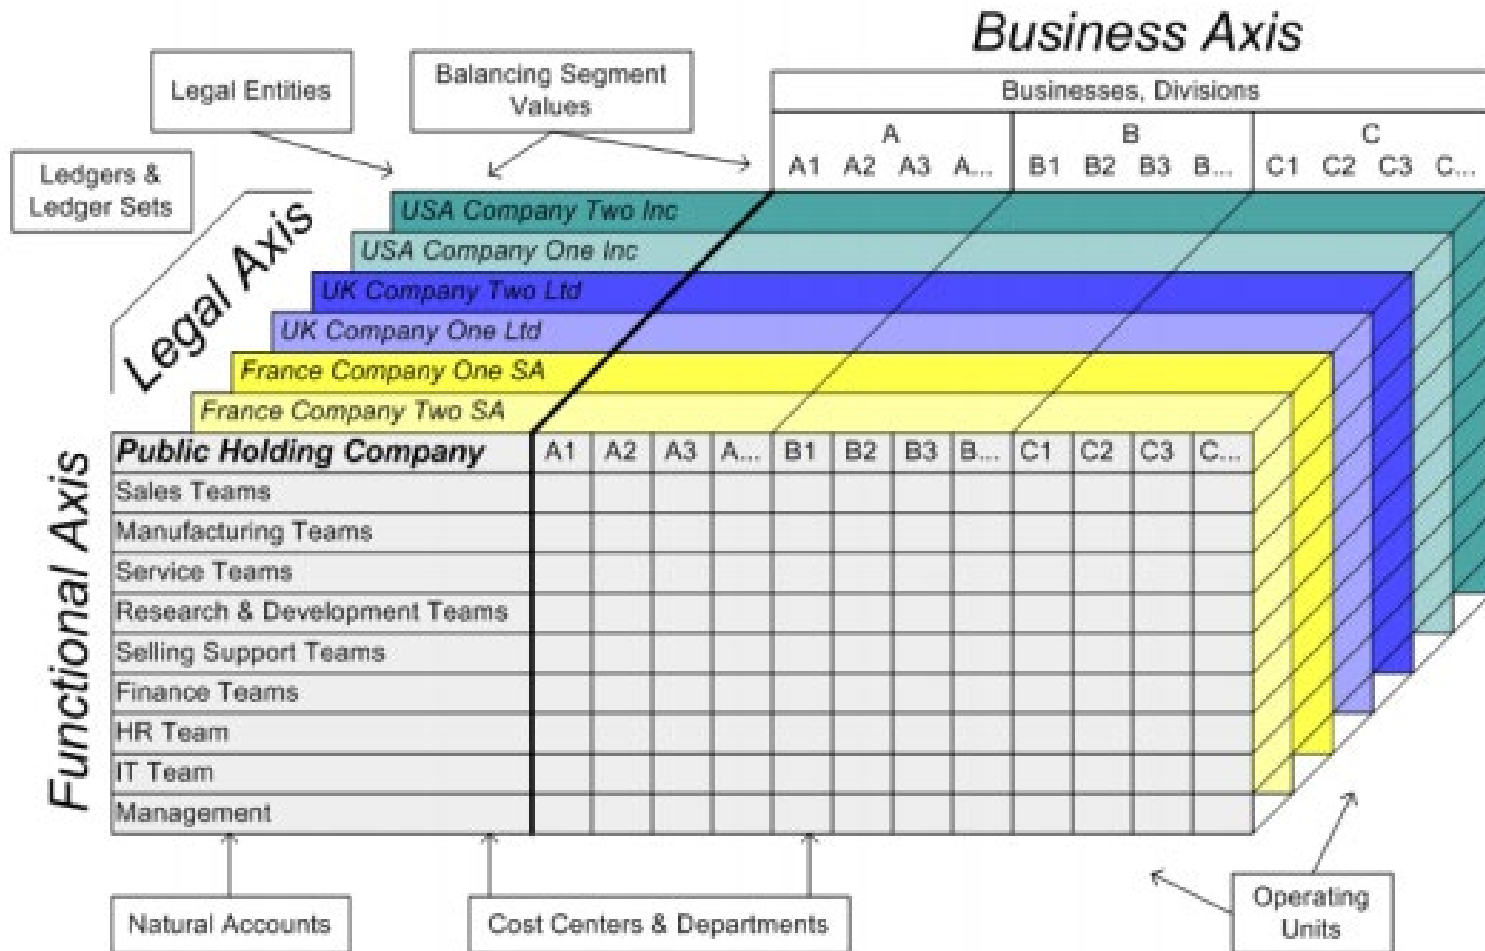 Business Axis
Legal Entities
Balancing Segment
Values
Businesses, Divisions
A B C
A1 A2 A3 A... B1 B2 B3 B... C1 C2 C3 C...
Ledgers &
Ledger Sets
Legal Axis
USA Company Two Inc
USA Company One Inc
UK Company Two Ltd
UK Company One Ltd
France Company One SA
France Company Two SA
Functional Axis
Public Holding Company A1 A2 A3 A... B1 B2 B3 B... C1 C2 C3 C...
Sales Teams
Manufacturing Teams
Service Teams
Research & Development Teams
Selling Support Teams
Finance Teams
HR Team
IT Team
Management
Natural Accounts
Cost Centers & Departments
Operating
Units